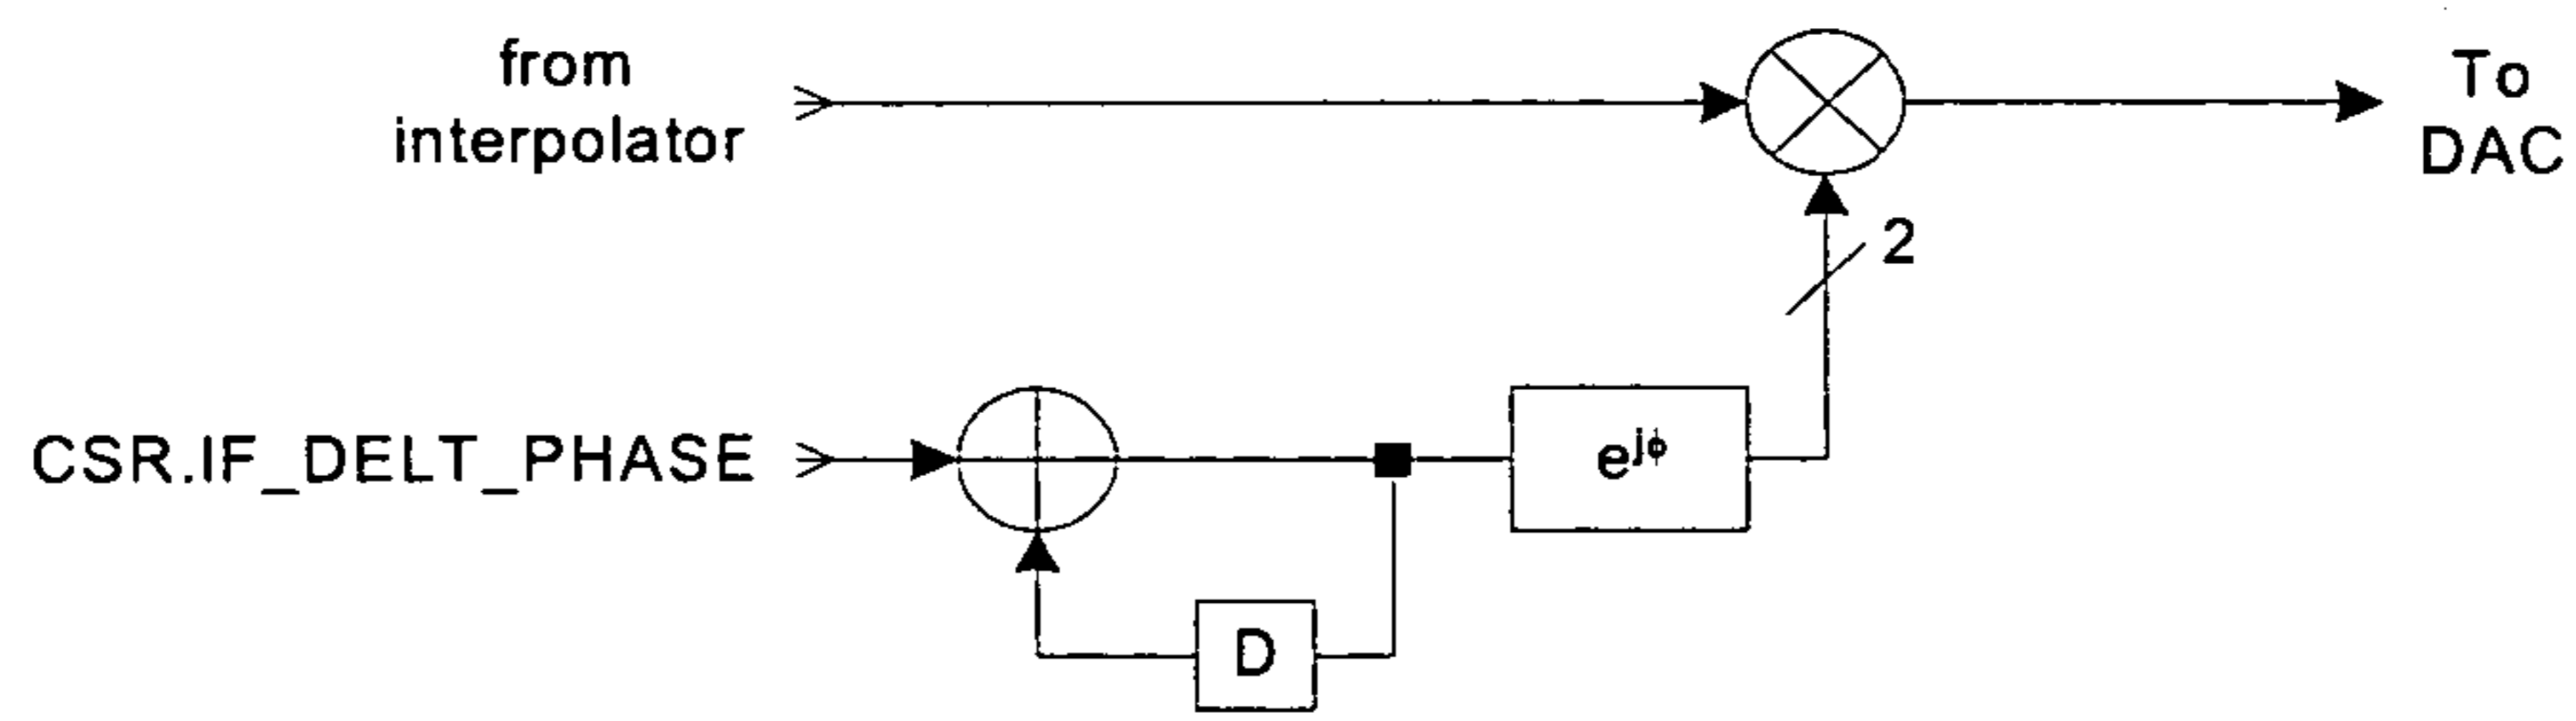 from
interpolator
To
DAC
2
CSR.IF_DELT_PHASE
e^jϕ
D